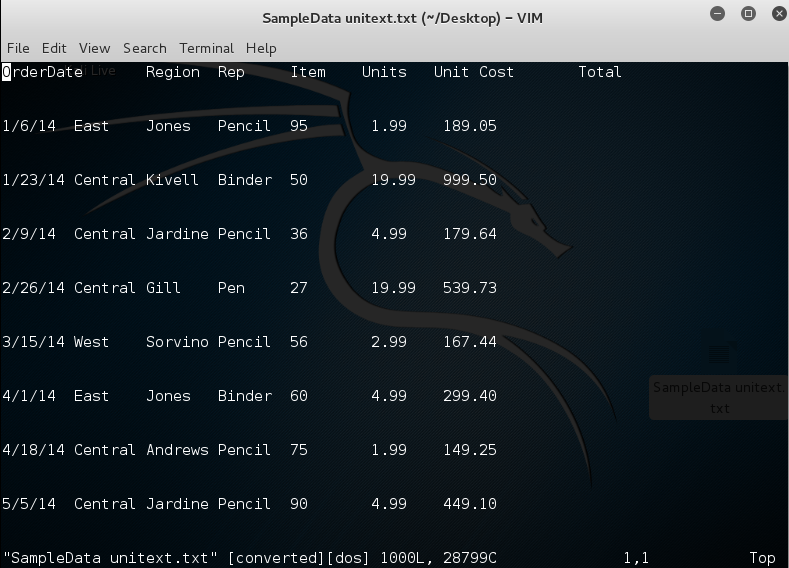 SampleData unitext.txt (~/Desktop) - VIM
File Edit View Search Terminal Help
OrderDate Region Rep Item Units Unit Cost Total
1/6/14 East Jones Pencil 95 1.99 189.05
1/23/14 Central Kivell Binder 50 19.99 999.50
2/9/14 Central Jardine Pencil 36 4.99 179.64
2/26/14 Central Gill Pen 27 19.99 539.73
3/15/14 West Sorvino Pencil 56 2.99 167.44
4/1/14 East Jones Binder 60 4.99 299.40
4/18/14 Central Andrews Pencil 75 1.99 149.25
5/5/14 Central Jardine Pencil 90 4.99 449.10
"SampleData unitext.txt" [converted][dos] 1000L, 28799C 1,1 Top
SampleData unitext.
txt